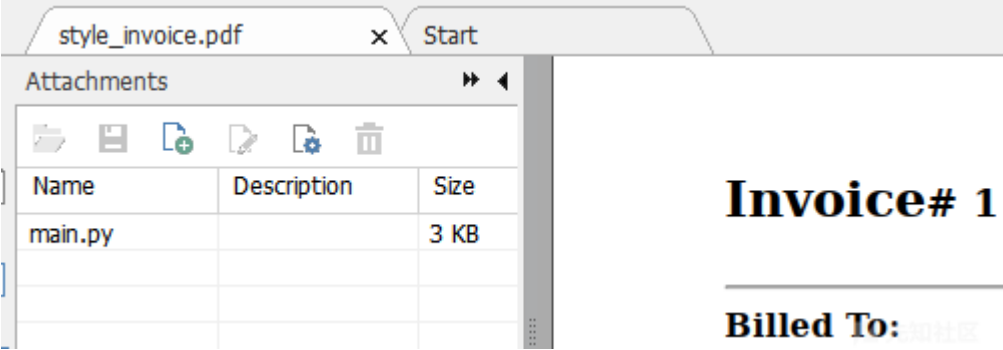 style_invoice.pdf
Start
Attachments
Name Description Size
main.py 3 KB
Invoice# 1
Billed To: